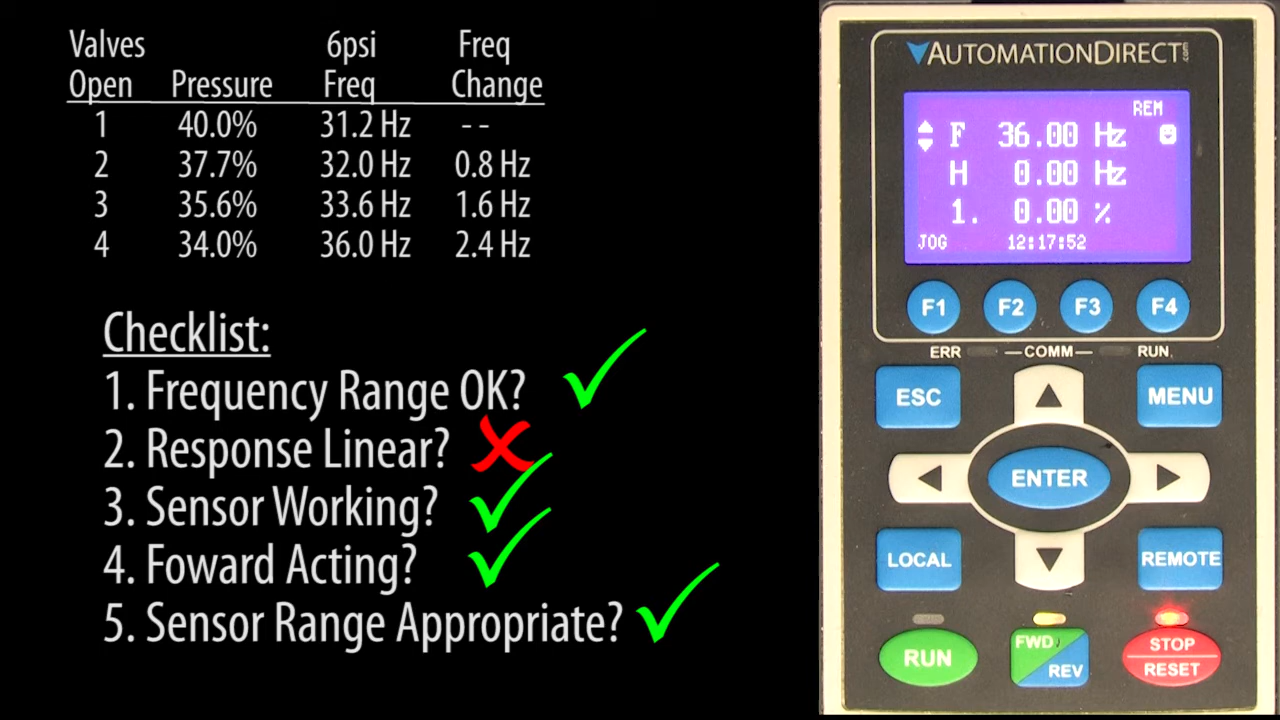 Valves 6psi Freq
Open Pressure Freq Change
1 40.0% 31.2 Hz --
2 37.7% 32.0 Hz 0.8 Hz
3 35.6% 33.6 Hz 1.6 Hz
4 34.0% 36.0 Hz 2.4 Hz
Checklist:
1. Frequency Range OK?
2. Response Linear?
3. Sensor Working?
4. Foward Acting?
5. Sensor Range Appropriate?
AUTOMATIONDIRECT.com
REM
F 36.00 Hz
H 0.00 Hz
1. 0.00 %
JOG 12:17:52
F1 F2 F3 F4
ERR COMM RUN
ESC MENU
ENTER
LOCAL REMOTE
RUN FWD REV STOP RESET